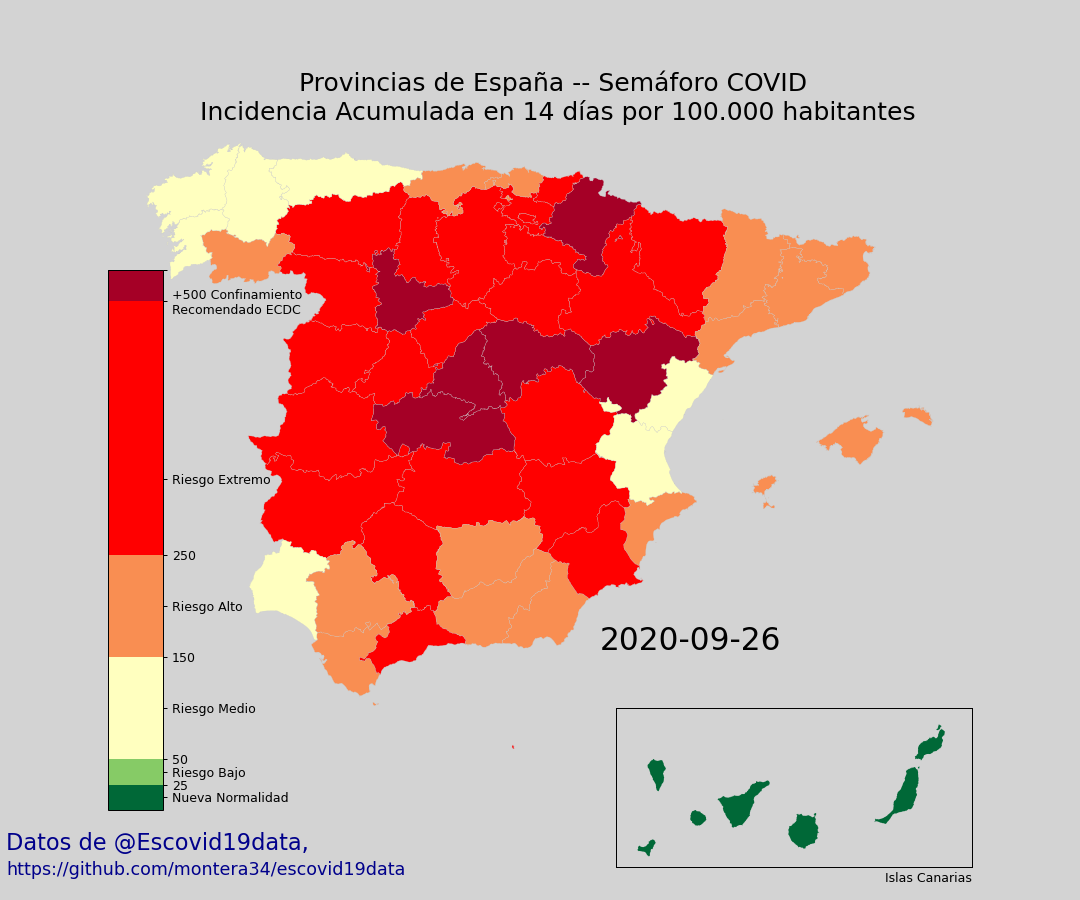 Provincias de España -- Semáforo COVID
Incidencia Acumulada en 14 días por 100.000 habitantes
+500 Confinamiento
Recomendado ECDC
Riesgo Extremo
250
Riesgo Alto
150
Riesgo Medio
50
Riesgo Bajo
25
Nueva Normalidad
2020-09-26
Islas Canarias
Datos de @Escovid19data,
https://github.com/montera34/escovid19data